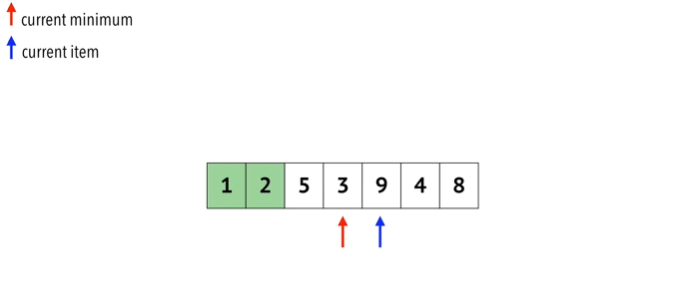 current minimum
current item
1 2 5 3 9 4 8